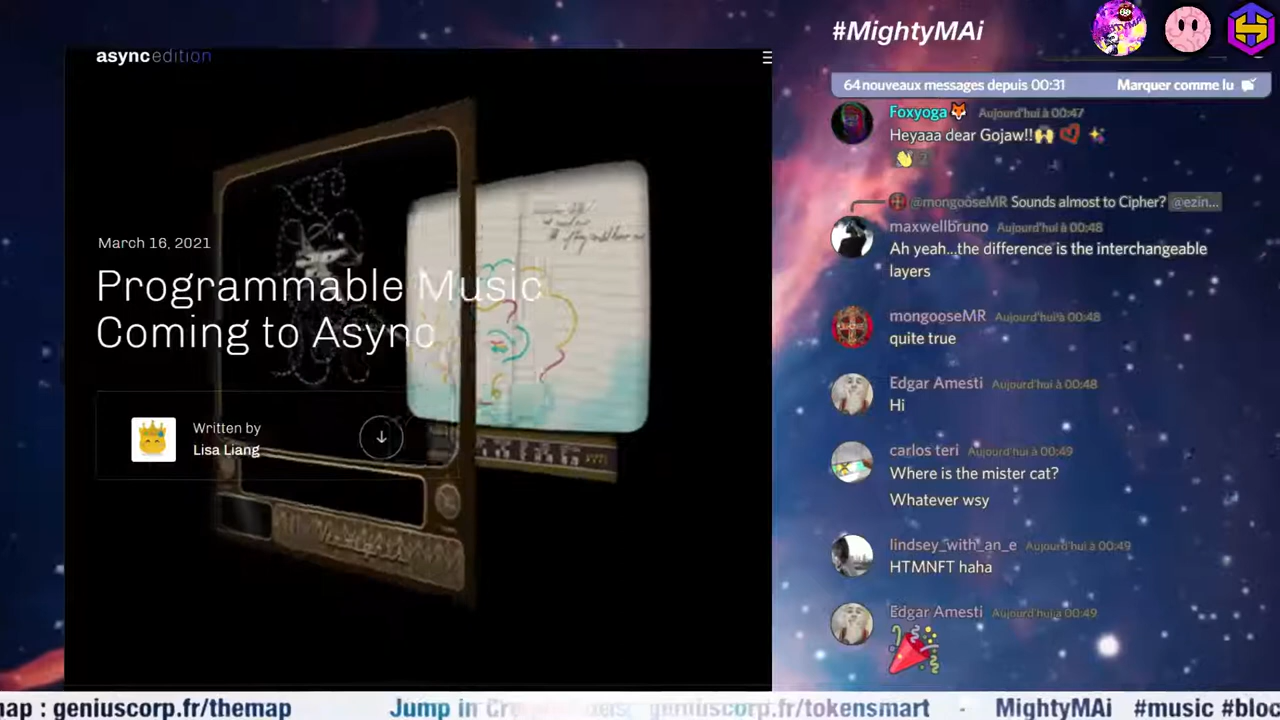 asyncedition
March 16, 2021
Programmable Music
Coming to Async
Written by
Lisa Liang
#MightyMAi
64 nouveaux messages depuis 00:31 Marquer comme lu
Foxyoga Aujourd'hui à 00:47
Heyaaa dear Gojaw!!
2
@mongooseMR Sounds almost to Cipher? @ezin...
maxwellbruno Aujourd'hui à 00:48
Ah yeah...the difference is the interchangeable
layers
mongooseMR Aujourd'hui à 00:48
quite true
Edgar Amesti Aujourd'hui à 00:48
Hi
carlos teri Aujourd'hui à 00:49
Where is the mister cat?
Whatever wsy
lindsey_with_an_e Aujourd'hui à 00:49
HTMNFT haha
Edgar Amesti Aujourd'hui à 00:49
map : geniuscorp.fr/themap Jump in geniuscorp.fr/tokensmart - MightyMAi #music #bloc